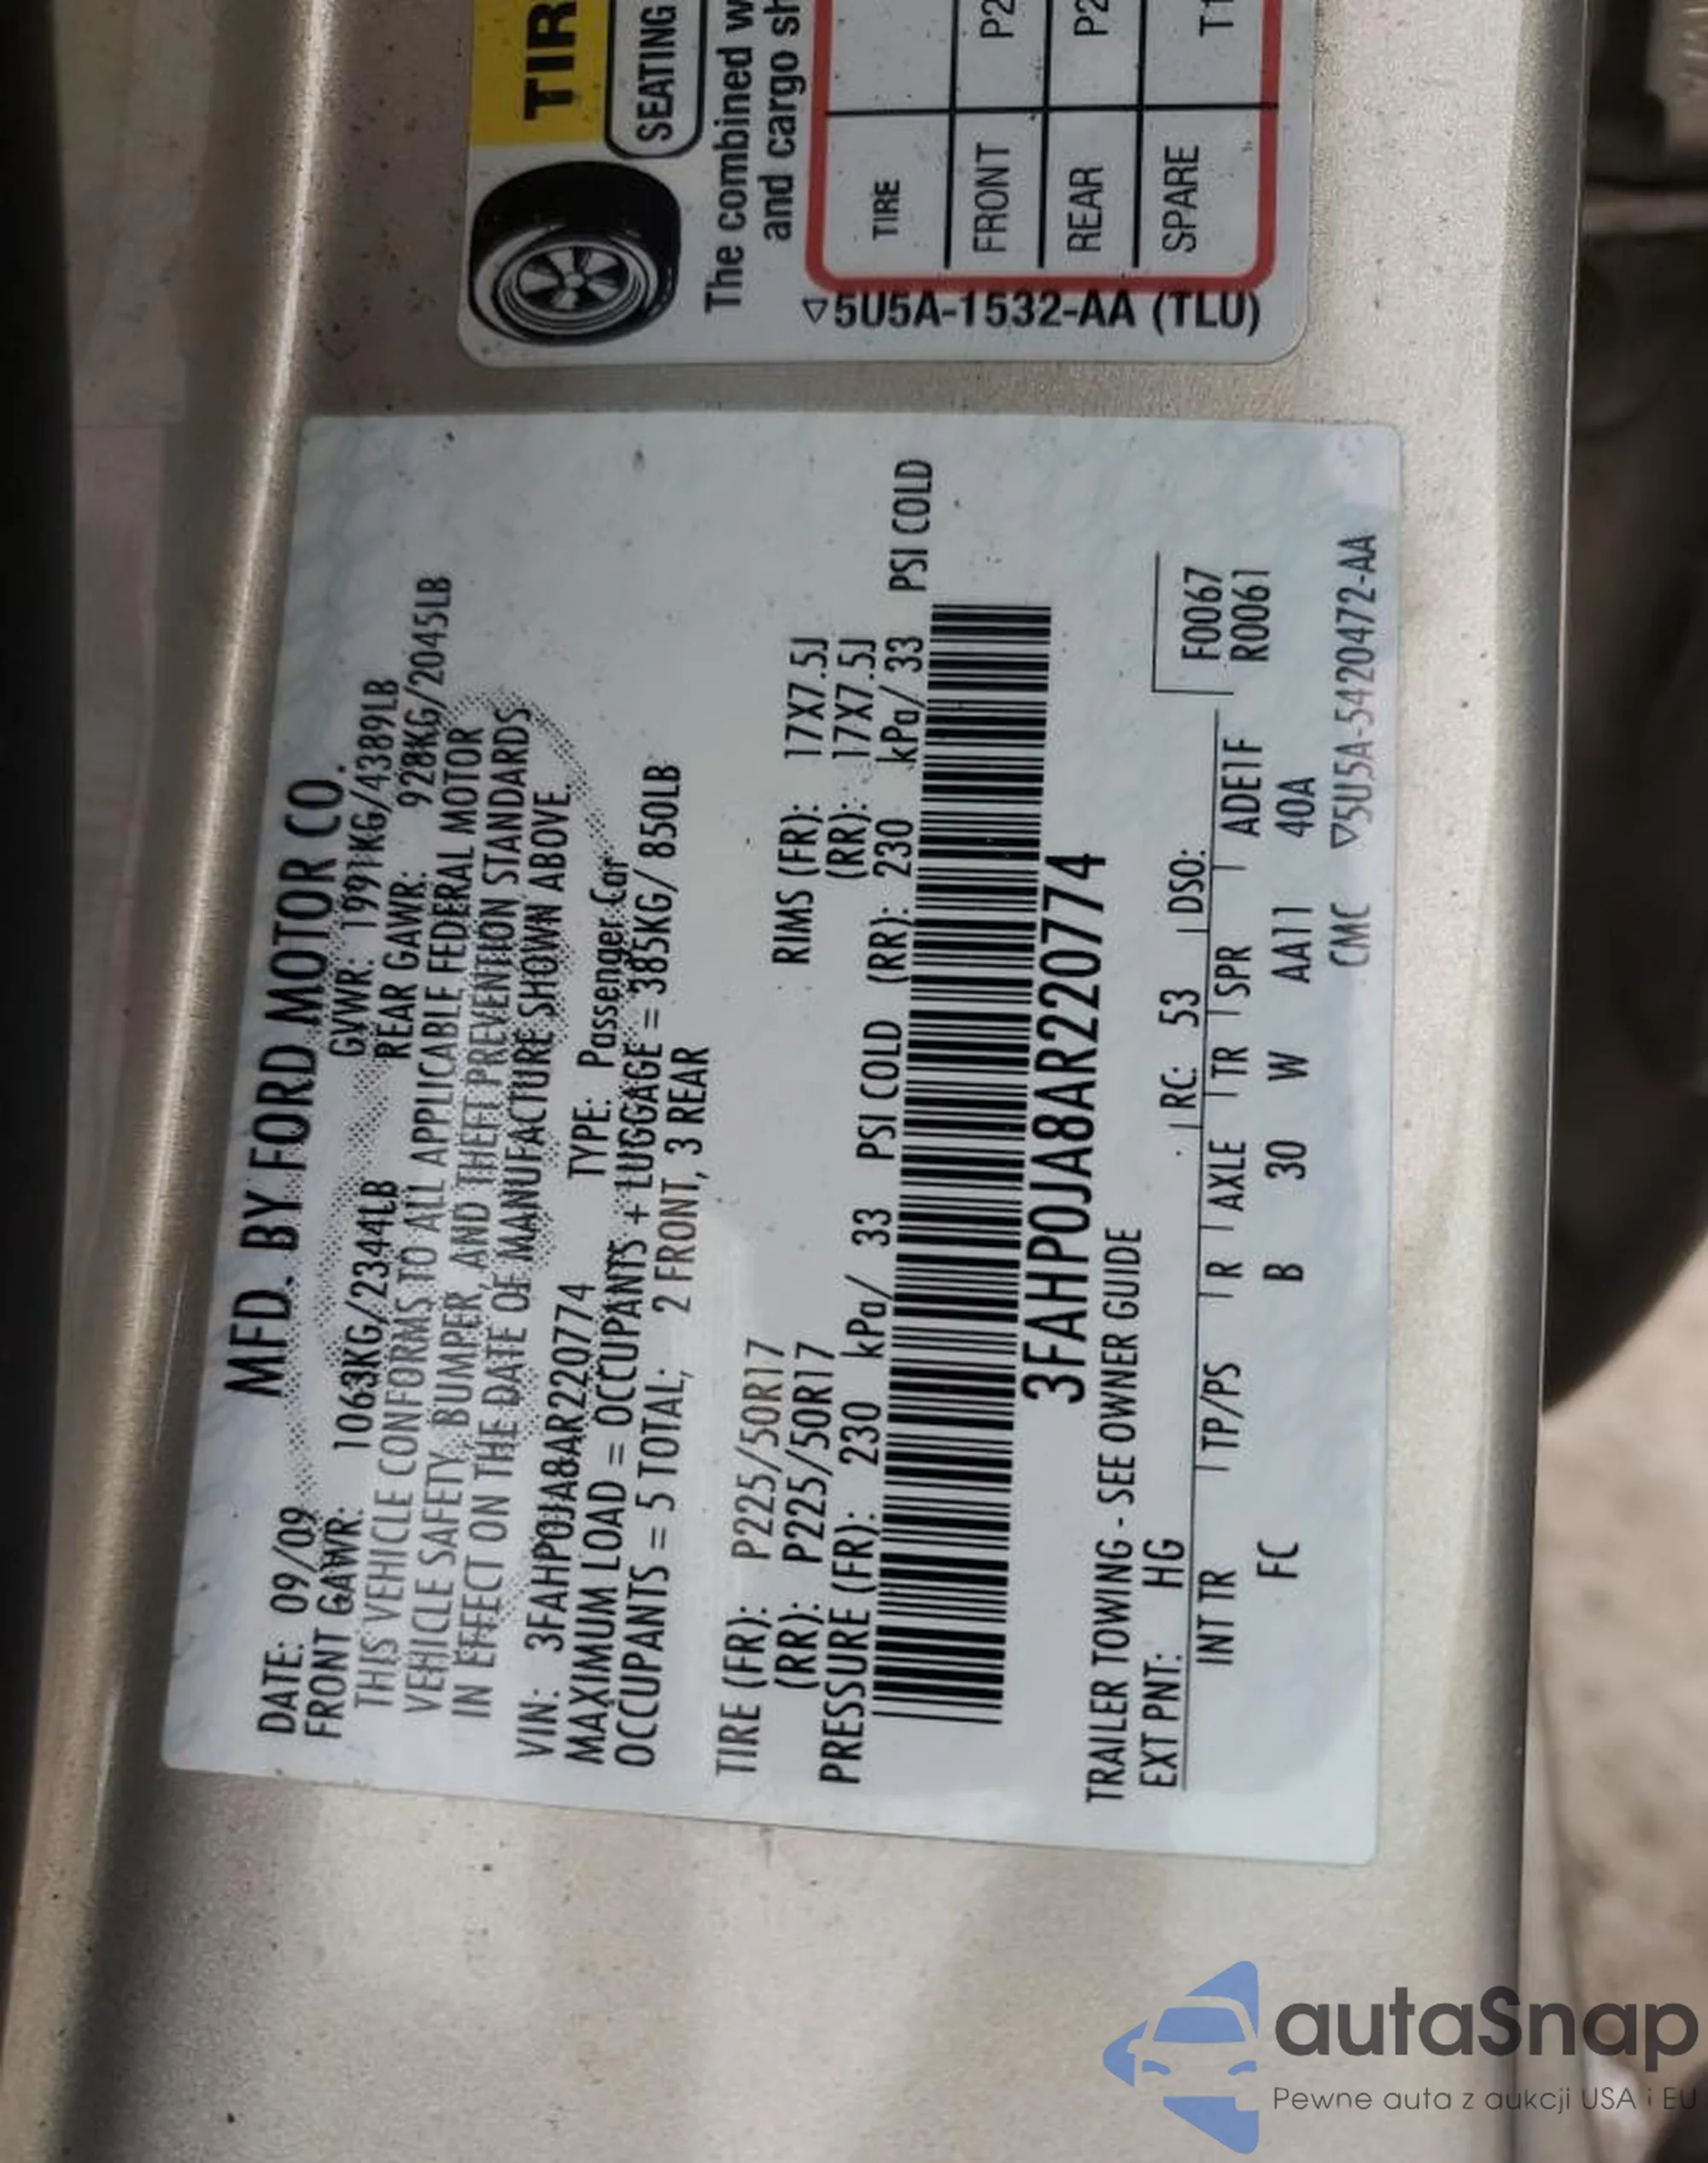 TIR
SEATING
The combined w
and cargo sh
TIRE
FRONT P2
REAR P2
SPARE T1
▽5U5A-1532-AA (TLU)
MFD. BY FORD MOTOR CO.
DATE: 09/09 GVWR: 1991KG/4389LB
FRONT GAWR: 1063KG/2344LB REAR GAWR: 928KG/2045LB
THIS VEHICLE CONFORMS TO ALL APPLICABLE FEDERAL MOTOR
VEHICLE SAFETY, BUMPER, AND THEFT PREVENTION STANDARDS
IN EFFECT ON THE DATE OF MANUFACTURE SHOWN ABOVE.
VIN: 3FAHP0JA8AR220774 TYPE: Passenger Car
MAXIMUM LOAD = OCCUPANTS + LUGGAGE = 385KG/ 850LB
OCCUPANTS = 5 TOTAL; 2 FRONT, 3 REAR
TIRE (FR): P225/50R17 RIMS (FR): 17X7.5J
(RR): P225/50R17 (RR): 17X7.5J
PRESSURE (FR): 230 kPa/ 33 PSI COLD (RR): 230 kPa/ 33 PSI COLD
3FAHP0JA8AR220774
TRAILER TOWING - SEE OWNER GUIDE
EXT PNT: HG RC: 53 DSO: F0067
R0061
INT TR TP/PS R AXLE TR SPR ADE1F
FC B 30 W AA11 40A
CMC ▽5U5A-5420472-AA
autaSnap
Pewne auta z aukcji USA i EU